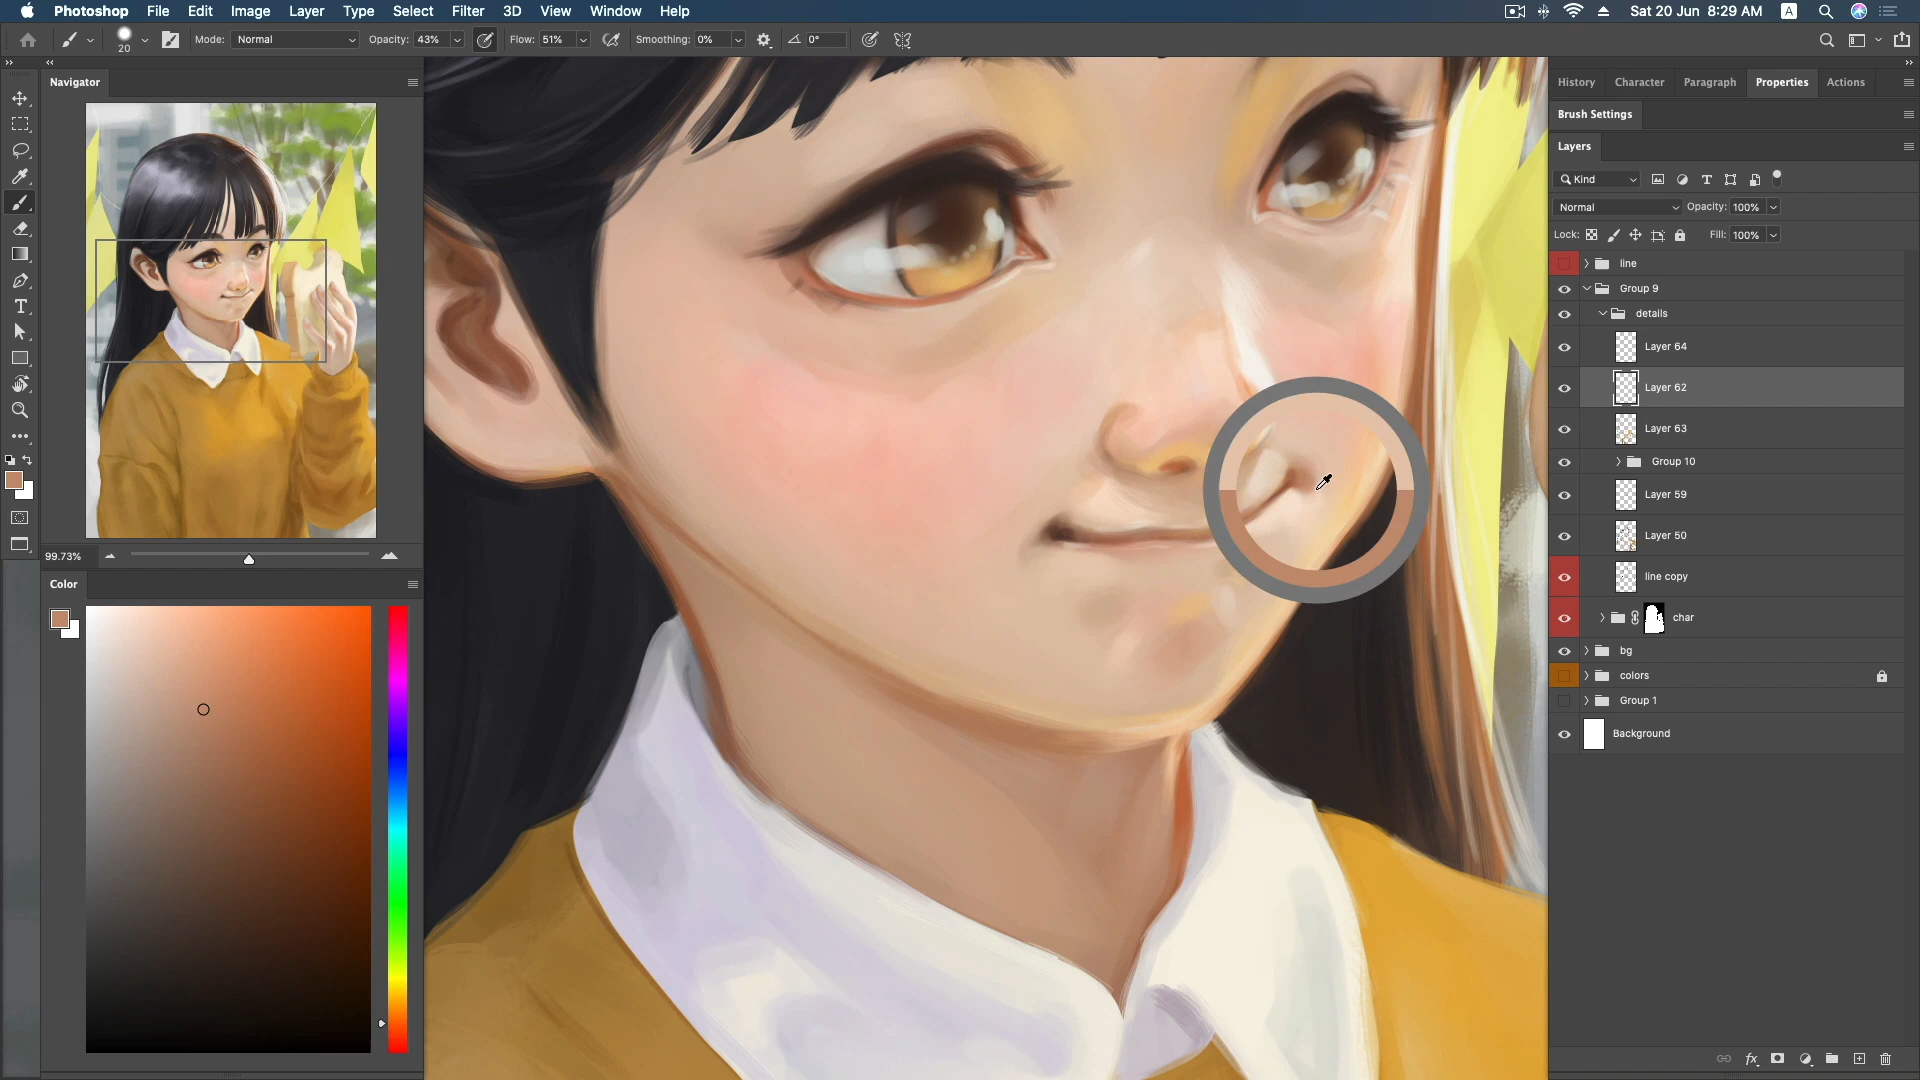 Photoshop File Edit Image Layer Type Select Filter 3D View Window Help
Sat 20 Jun 8:29 AM A
20 Mode: Normal Opacity: 43% Flow: 51% Smoothing: 0% 0°
Navigator
99.73%
Color
History Character Paragraph Properties Actions
Brush Settings
Layers
Kind
Normal Opacity: 100%
Lock: Fill: 100%
line
Group 9
details
Layer 64
Layer 62
Layer 63
Group 10
Layer 59
Layer 50
line copy
char
bg
colors
Group 1
Background
fx